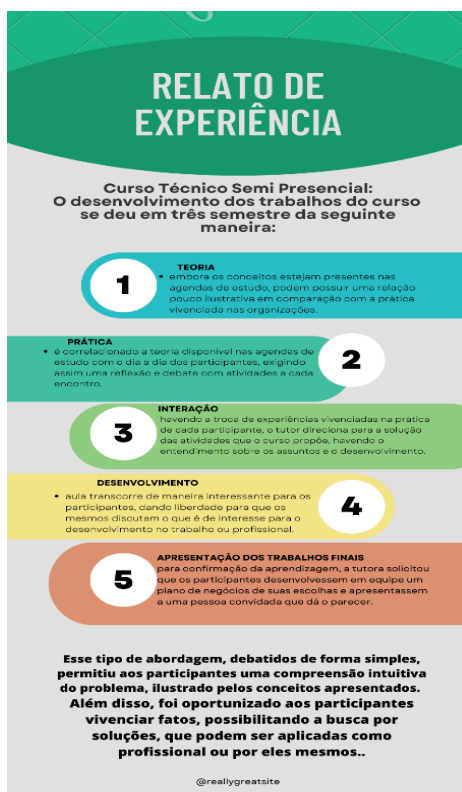 RELATO DE
EXPERIÊNCIA
Curso Técnico Semi Presencial:
O desenvolvimento dos trabalhos do curso
se deu em três semestre da seguinte
maneira:
1
TEORIA
• embora os conceitos estejam presentes nas
agendas de estudo, podem possuir uma relação
pouco ilustrativa em comparação com a prática
vivenciada nas organizações.
PRÁTICA
• é correlacionado a teoria disponível nas agendas de
estudo com o dia a dia dos participantes, exigindo
assim uma reflexão e debate com atividades a cada
encontro.
2
INTERAÇÃO
3
havendo a troca de experiências vivenciadas na prática
de cada participante, o tutor direciona para a solução
das atividades que o curso propõe, havendo o
entendimento sobre os assuntos e o desenvolvimento.
DESENVOLVIMENTO
• aula transcorre de maneira interessante para os
participantes, dando liberdade para que os
mesmos discutam o que é de interesse para o
desenvolvimento no trabalho ou profissional.
4
APRESENTAÇÃO DOS TRABALHOS FINAIS
5
para confirmação da aprendizagem, a tutora solicitou
que os participantes desenvolvessem em equipe um
plano de negócios de suas escolhas e apresentassem
a uma pessoa convidada que dá o parecer.
Esse tipo de abordagem, debatidos de forma simples,
permitiu aos participantes uma compreensão intuitiva
do problema, ilustrado pelos conceitos apresentados.
Além disso, foi oportunizado aos participantes
vivenciar fatos, possibilitando a busca por
soluções, que podem ser aplicadas como
profissional ou por eles mesmos..
@reallygreatsite